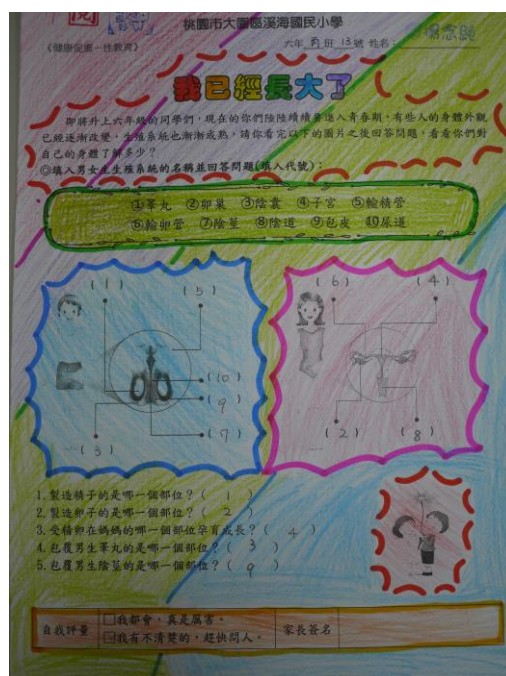 閱
桃園市大園區溪海國民小學
《健康促進－性教育》
六年 丙 班 13 號 姓名：楊念純
我已經長大了
即將升上六年級的同學們，現在的你們陸陸續續要進入青春期，有些人的身體外觀
已經逐漸改變，生殖系統也漸漸成熟，請你看完以下的圖片之後回答問題，看看你們對
自己的身體了解多少？
◎填入男女生生殖系統的名稱並回答問題(填入代號)：
①睪丸 ②卵巢 ③陰囊 ④子宮 ⑤輸精管
⑥輸卵管 ⑦陰莖 ⑧陰道 ⑨包皮 ⑩尿道
(1)
(5)
(10)
(9)
(7)
(3)
(6)
(4)
(2)
(8)
1.製造精子的是哪一個部位？( 1 )
2.製造卵子的是哪一個部位？( 2 )
3.受精卵在媽媽的哪一個部位孕育成長？( 4 )
4.包覆男生睪丸的是哪一個部位？( 3 )
5.包覆男生陰莖的是哪一個部位？( 9 )
自我評量
□我都會，真是厲害。
□我有不清楚的，趕快問人。
家長簽名